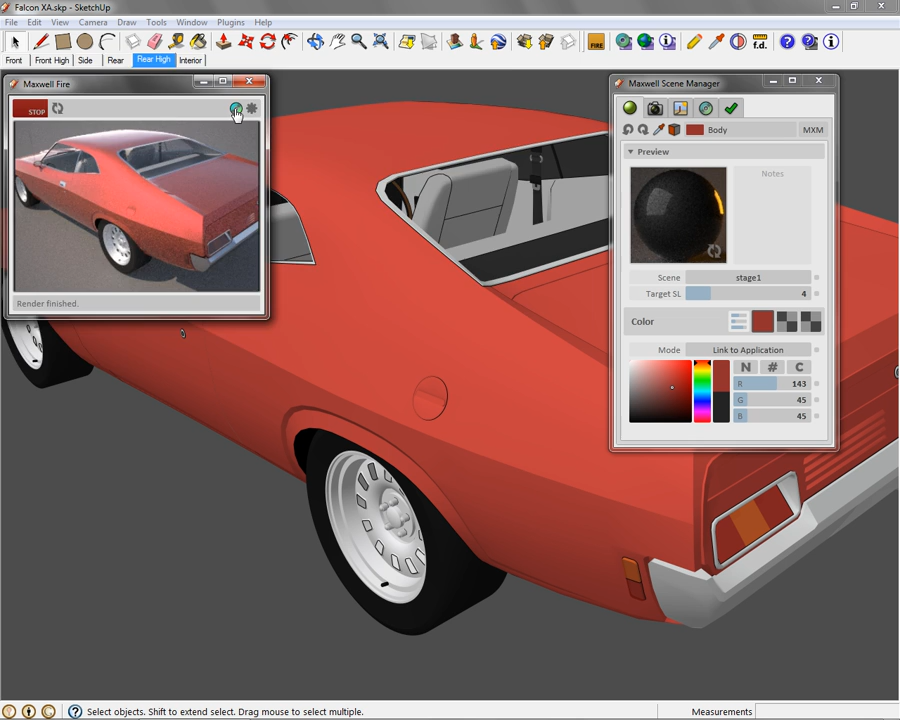 Falcon XA.skp - SketchUp
File Edit View Camera Draw Tools Window Plugins Help
FIRE f.d.
Front Front High Side Rear Rear High Interior
Maxwell Fire
STOP
Render finished.
Maxwell Scene Manager
Body MXM
Preview
Notes
Scene stage1
Target SL 4
Color
Mode Link to Application
N # C
R 143
G 45
B 45
Select objects. Shift to extend select. Drag mouse to select multiple. Measurements